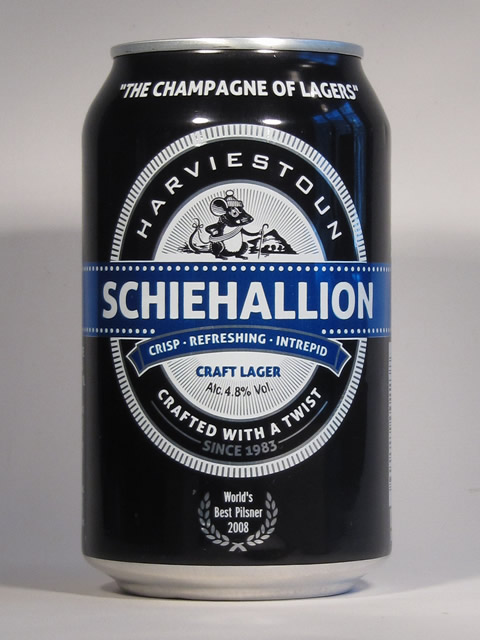 "THE CHAMPAGNE OF LAGERS"
HARVIESTOUN
SCHIEHALLION
CRISP · REFRESHING · INTREPID
CRAFT LAGER
Alc. 4.8% Vol.
CRAFTED WITH A TWIST
SINCE 1983
World's
Best Pilsner
2008